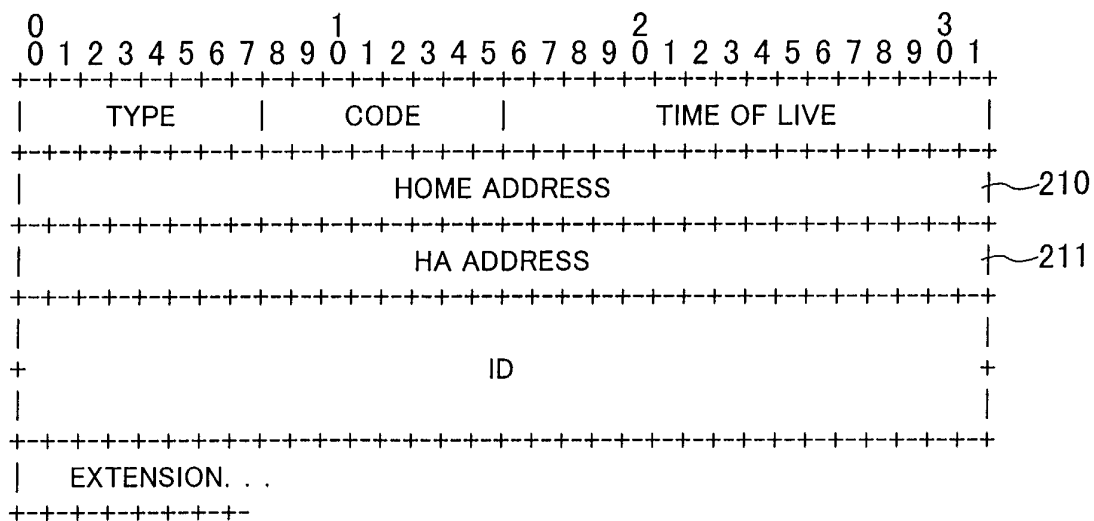 0 1 2 3
0 1 2 3 4 5 6 7 8 9 0 1 2 3 4 5 6 7 8 9 0 1 2 3 4 5 6 7 8 9 0 1
+-+-+-+-+-+-+-+-+-+-+-+-+-+-+-+-+-+-+-+-+-+-+-+-+-+-+-+-+-+-+-+-+
| TYPE | CODE | TIME OF LIVE |
+-+-+-+-+-+-+-+-+-+-+-+-+-+-+-+-+-+-+-+-+-+-+-+-+-+-+-+-+-+-+-+-+
| HOME ADDRESS | 210
+-+-+-+-+-+-+-+-+-+-+-+-+-+-+-+-+-+-+-+-+-+-+-+-+-+-+-+-+-+-+-+-+
| HA ADDRESS | 211
+-+-+-+-+-+-+-+-+-+-+-+-+-+-+-+-+-+-+-+-+-+-+-+-+-+-+-+-+-+-+-+-+
| |
+ ID +
| |
+-+-+-+-+-+-+-+-+-+-+-+-+-+-+-+-+-+-+-+-+-+-+-+-+-+-+-+-+-+-+-+-+
| EXTENSION. . .
+-+-+-+-+-+-+-+-